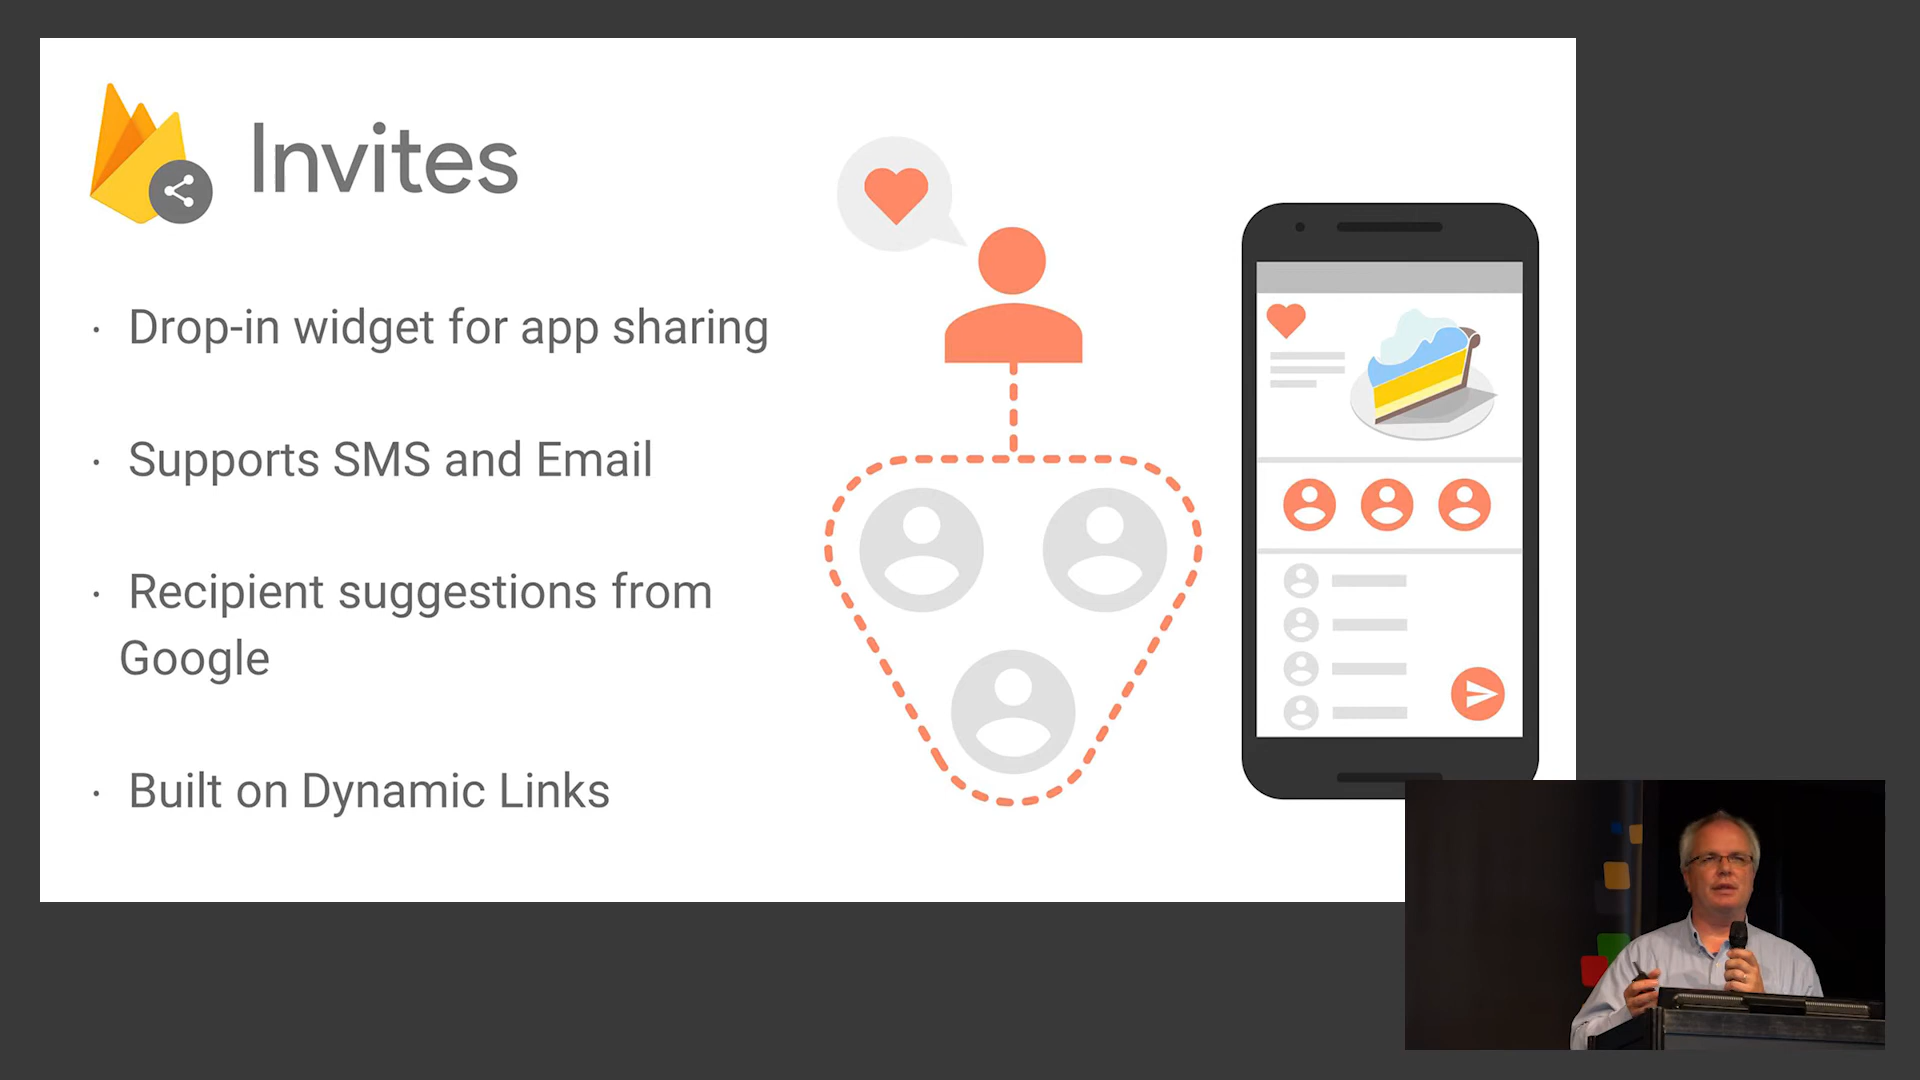 Invites
· Drop-in widget for app sharing
· Supports SMS and Email
· Recipient suggestions from
Google
· Built on Dynamic Links